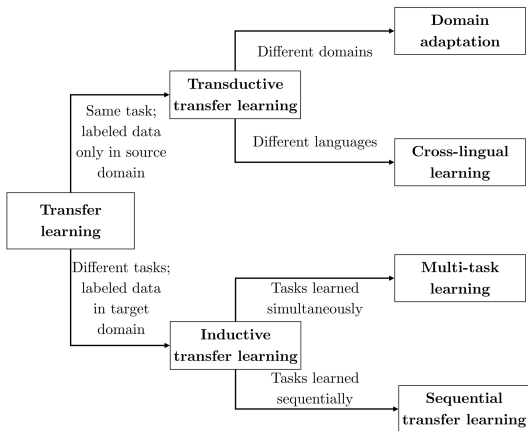 Domain
adaptation
Different domains
Transductive
transfer learning
Same task;
labeled data
only in source
domain
Different languages
Cross-lingual
learning
Transfer
learning
Different tasks;
labeled data
in target
domain
Multi-task
learning
Tasks learned
simultaneously
Inductive
transfer learning
Tasks learned
sequentially
Sequential
transfer learning